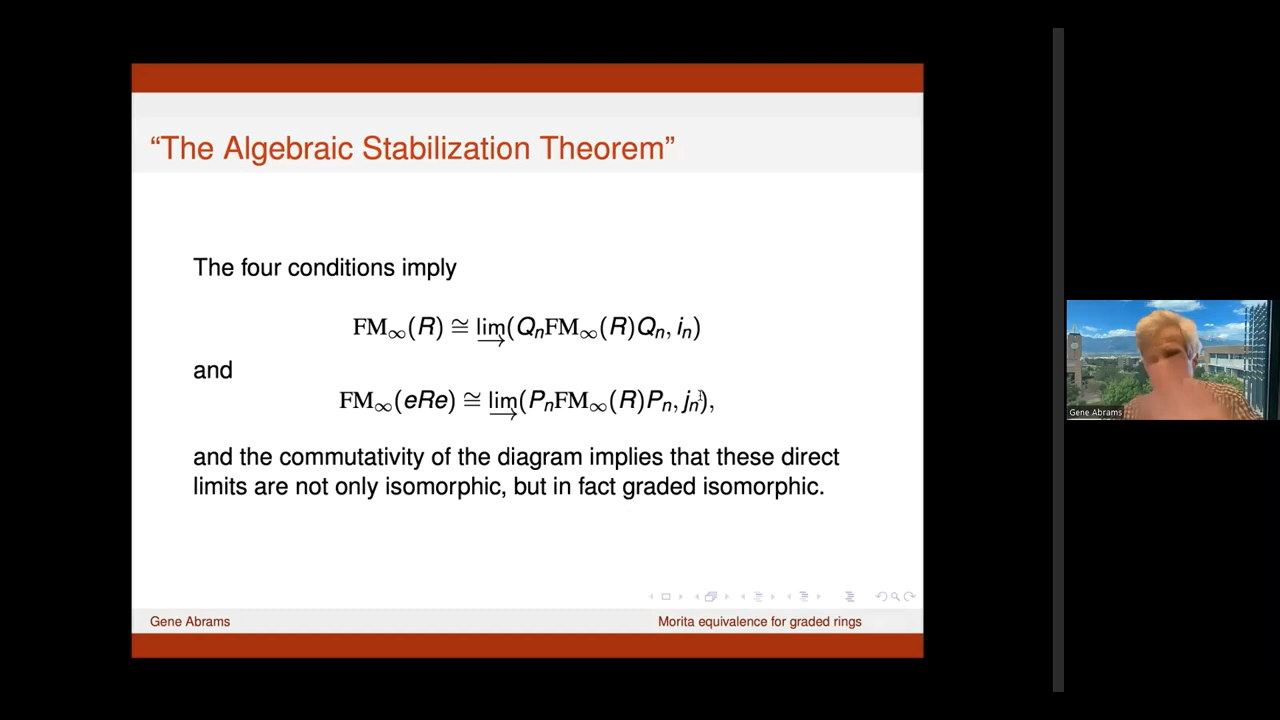 “The Algebraic Stabilization Theorem”
The four conditions imply
FM∞(R) ≅ lim→(QₙFM∞(R)Qₙ, iₙ)
and
FM∞(eRe) ≅ lim→(PₙFM∞(R)Pₙ, jₙ),
and the commutativity of the diagram implies that these direct
limits are not only isomorphic, but in fact graded isomorphic.
Gene Abrams
Morita equivalence for graded rings
Gene Abrams